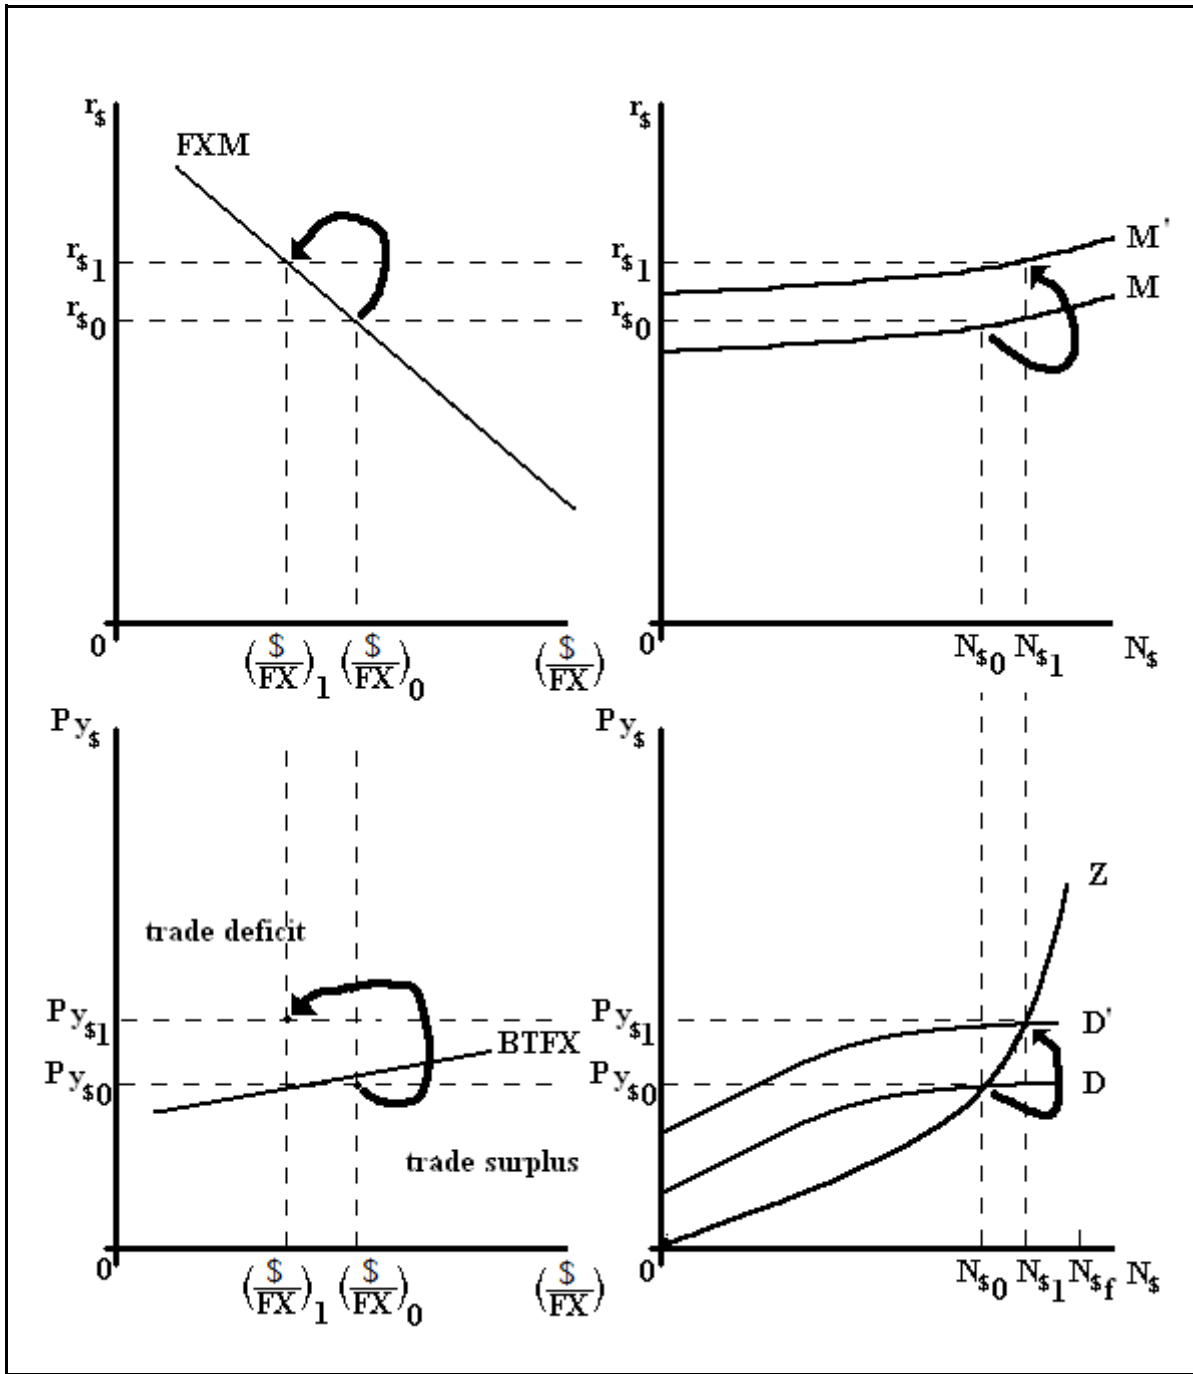 r$ r$
FXM
M'
r$1 r$1
M
r$0 r$0
0 ($/FX)1 ($/FX)0 ($/FX) 0 N$0 N$1 N$
Py$ Py$
Z
trade deficit
Py$1 Py$1 D'
BTFX
Py$0 Py$0 D
trade surplus
0 ($/FX)1 ($/FX)0 ($/FX) 0 N$0 N$1 N$f N$